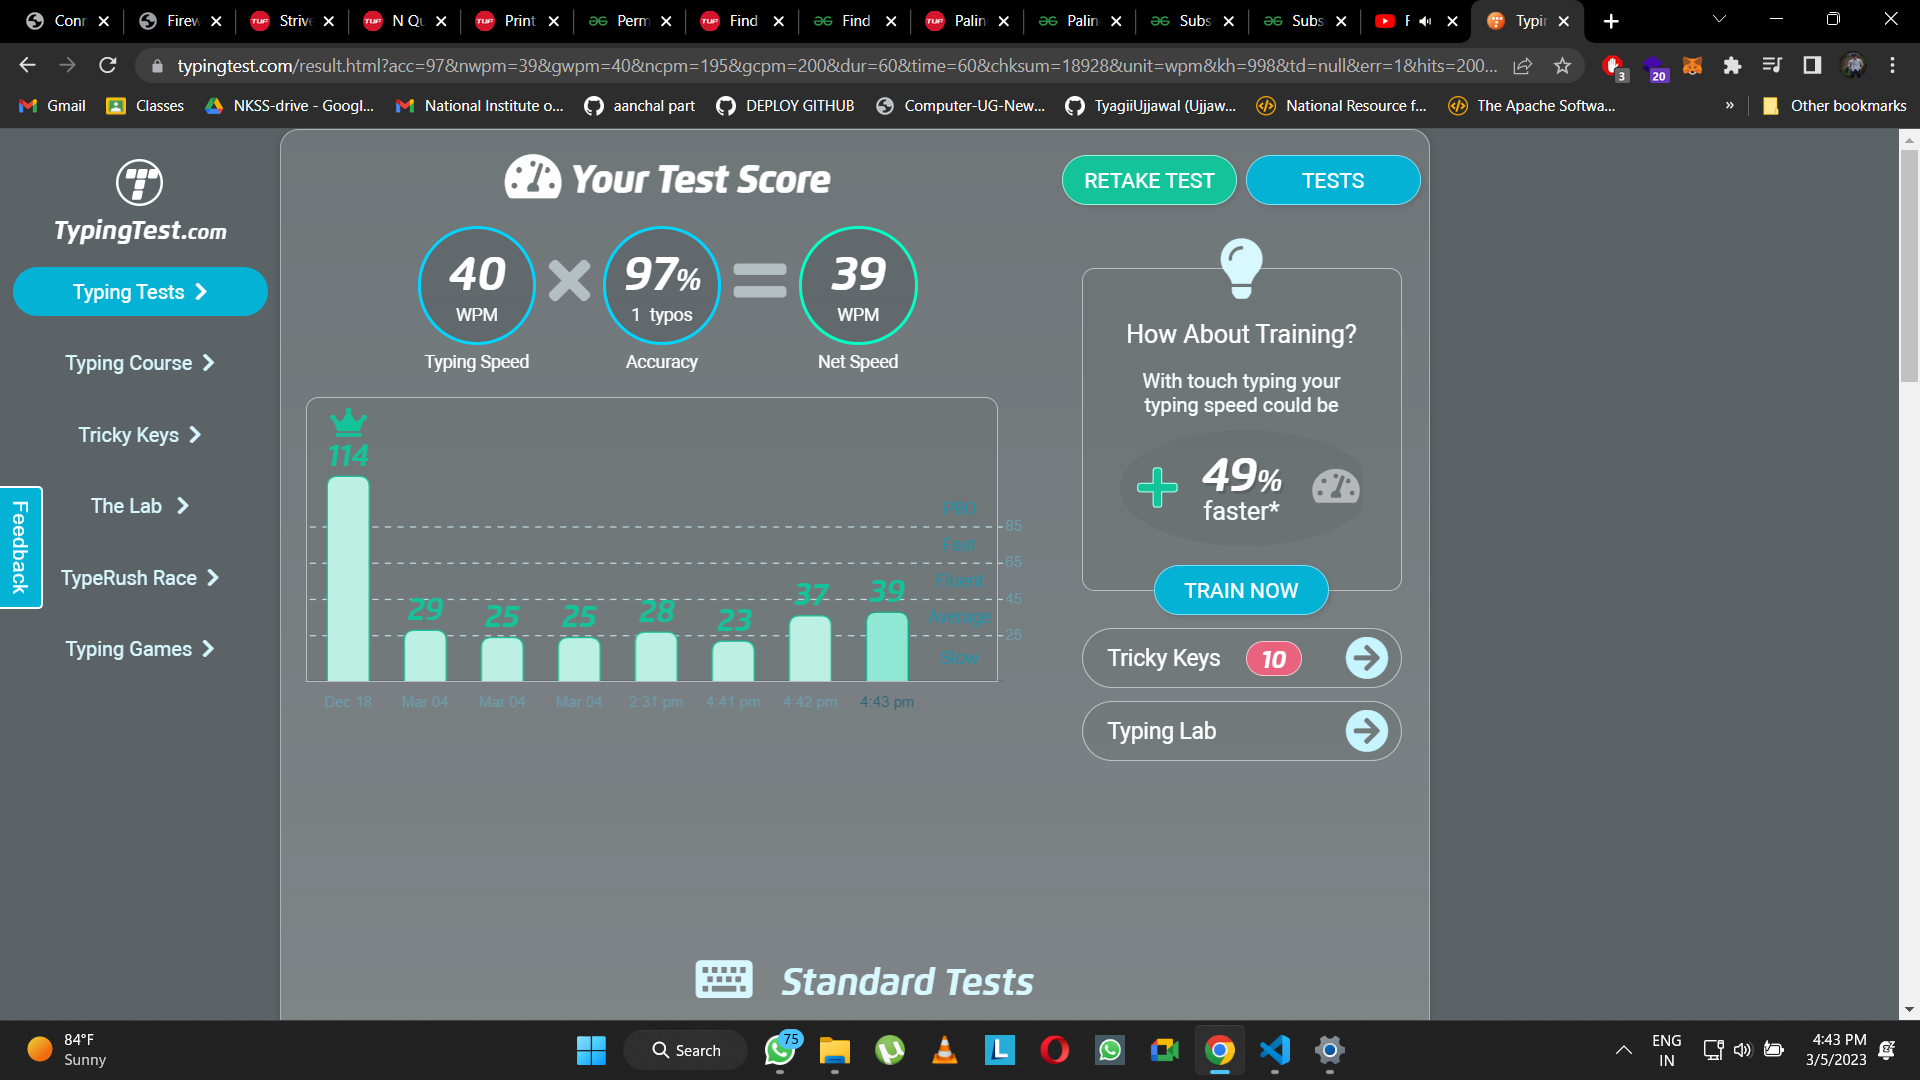 Conr
Firew
Strive
N Qu
Print
Perm
Find
Find
Palin
Palin
Subs
Subs
Typin
typingtest.com/result.html?acc=97&nwpm=39&gwpm=40&ncpm=195&gcpm=200&dur=60&time=60&chksum=18928&unit=wpm&kh=998&td=null&err=1&hits=200...
3
20
Gmail
Classes
NKSS-drive - Googl...
National Institute o...
aanchal part
DEPLOY GITHUB
Computer-UG-New...
TyagiiUjjawal (Ujjaw...
National Resource f...
The Apache Softwa...
»
Other bookmarks
TypingTest.com
Typing Tests
Typing Course
Tricky Keys
The Lab
TypeRush Race
Typing Games
Feedback
Your Test Score
RETAKE TEST
TESTS
40
WPM
Typing Speed
97%
1 typos
Accuracy
39
WPM
Net Speed
114
29
25
25
28
23
37
39
PRO
85
Fast
65
Fluent
45
Average
25
Slow
Dec 18
Mar 04
Mar 04
Mar 04
2:31 pm
4:41 pm
4:42 pm
4:43 pm
How About Training?
With touch typing your
typing speed could be
49%
faster*
TRAIN NOW
Tricky Keys 10
Typing Lab
Standard Tests
84°F
Sunny
Search
75
L
ENG
IN
4:43 PM
3/5/2023